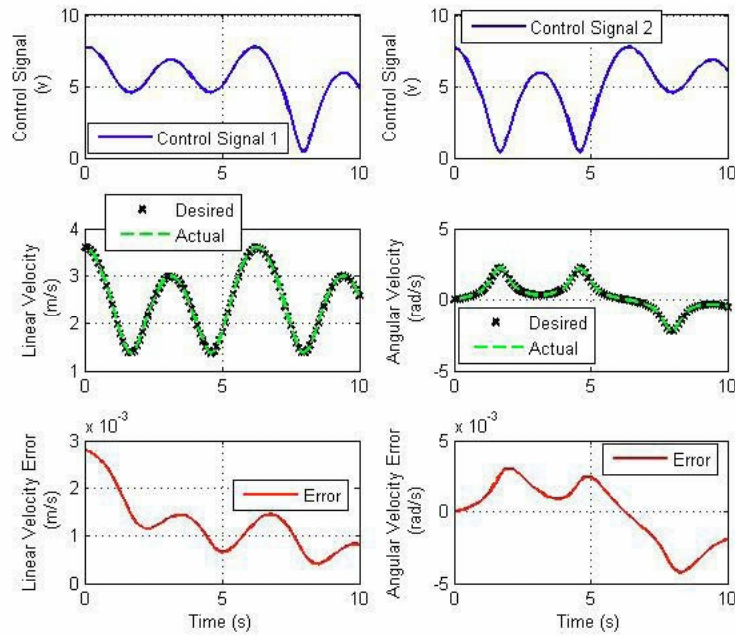 Control Signal
(v)
10
5
0
0
5
10
Control Signal 1
Control Signal
(v)
10
5
0
0
5
10
Control Signal 2
Linear Velocity
(m/s)
4
3
2
1
0
5
10
Desired
Actual
Angular Velocity
(rad/s)
5
0
-5
0
5
10
Desired
Actual
Linear Velocity Error
(m/s)
x 10-3
3
2
1
0
0
5
10
Error
Time (s)
Angular Velocity Error
(rad/s)
x 10-3
5
0
-5
0
5
10
Error
Time (s)